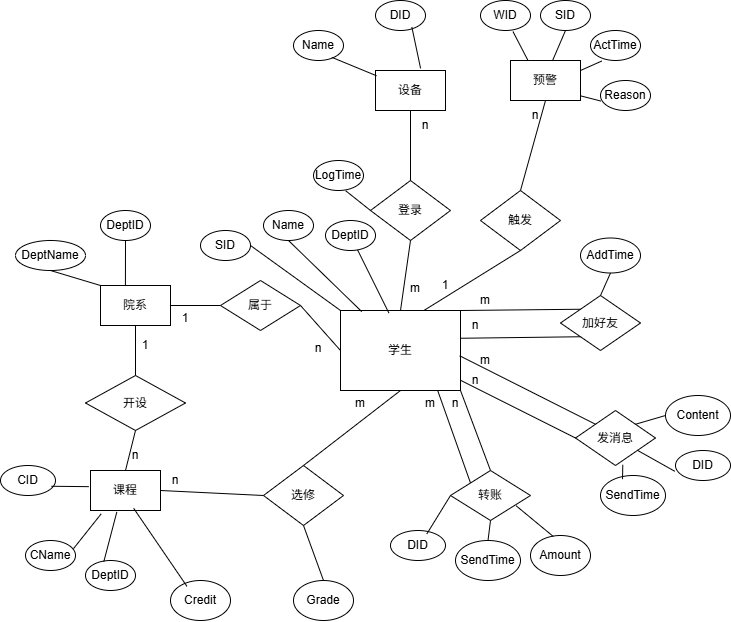 DID
WID
SID
Name
ActTime
设备
预警
Reason
n
n
LogTime
登录
触发
DeptID
Name
DeptID
SID
DeptName
AddTime
院系
属于
m
1
m
1
n
加好友
1
n
学生
m
n
开设
m
m
n
Content
发消息
n
DID
CID
课程
n
选修
转账
SendTime
CName
DeptID
DID
SendTime
Amount
Credit
Grade